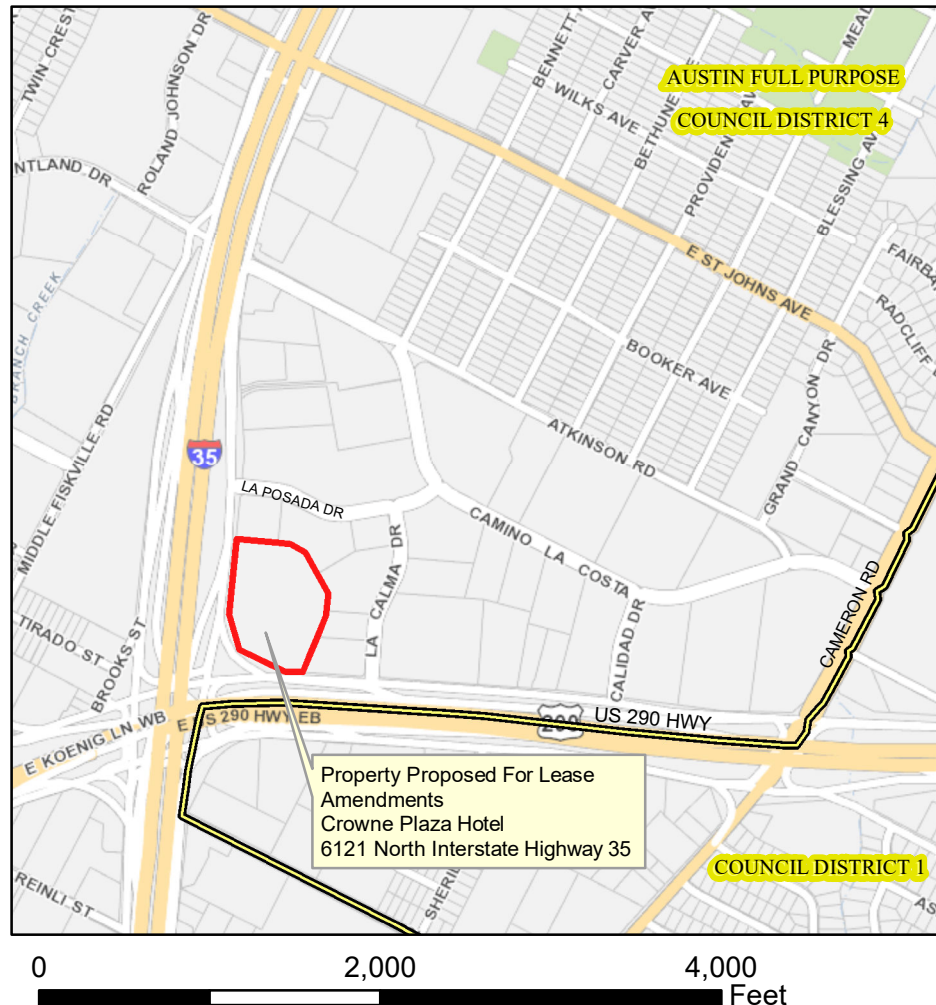 TWIN CREST
ROLAND JOHNSON DR
NTLAND DR
BRANCH CREEK
MIDDLE FISKVILLE RD
TIRADO ST
BROOKS ST
E KOENIG LN WB
REINLI ST
35
BENNETT
CARVER A
WILKS AVE
BETHUNE
PROVIDEN
AV
MEAD
AUSTIN FULL PURPOSE
COUNCIL DISTRICT 4
BLESSING AV
E ST JOHNS AVE
FAIRBA
RADCLIFF
BOOKER AVE
GRAND CANYON DR
ATKINSON RD
LA POSADA DR
CAMINO LA COSTA
LA CALMA DR
CALIDAD DR
CAMERON RD
E US 290 HWY EB
290
US 290 HWY
Property Proposed For Lease
Amendments
Crowne Plaza Hotel
6121 North Interstate Highway 35
SHERI
COUNCIL DISTRICT 1
AS
0 2,000 4,000
Feet